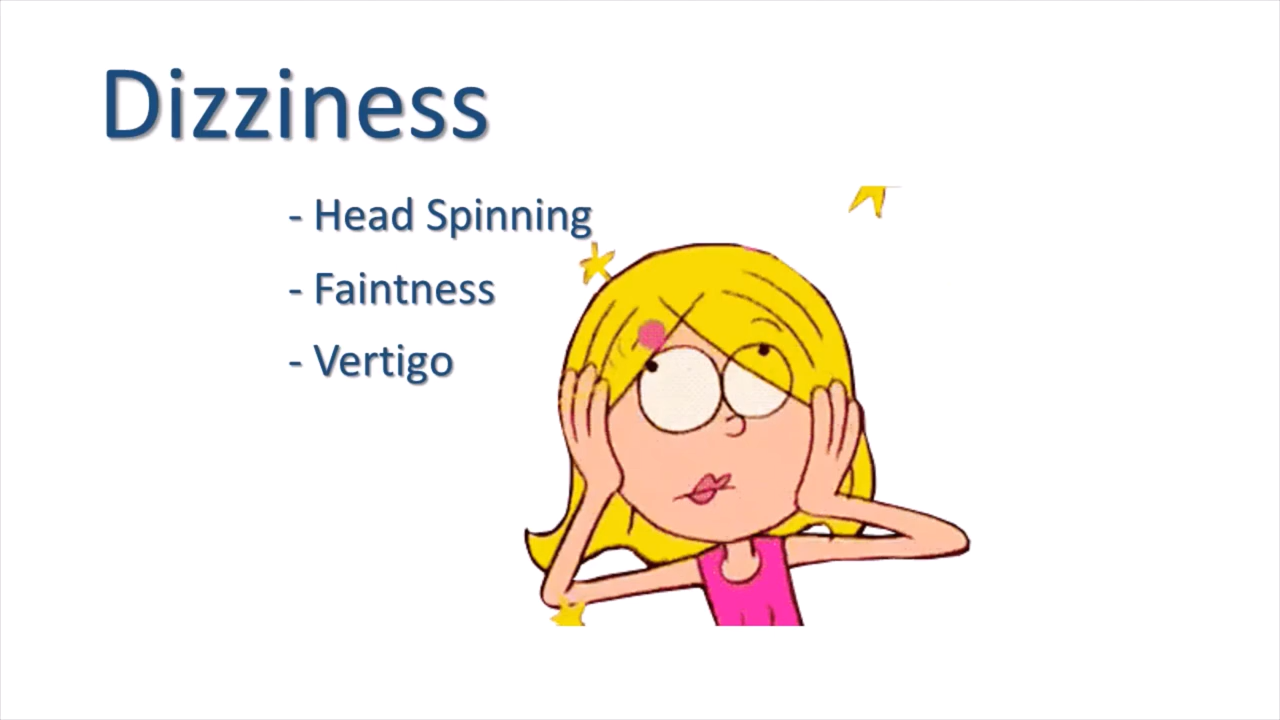 Dizziness
- Head Spinning
- Faintness
- Vertigo